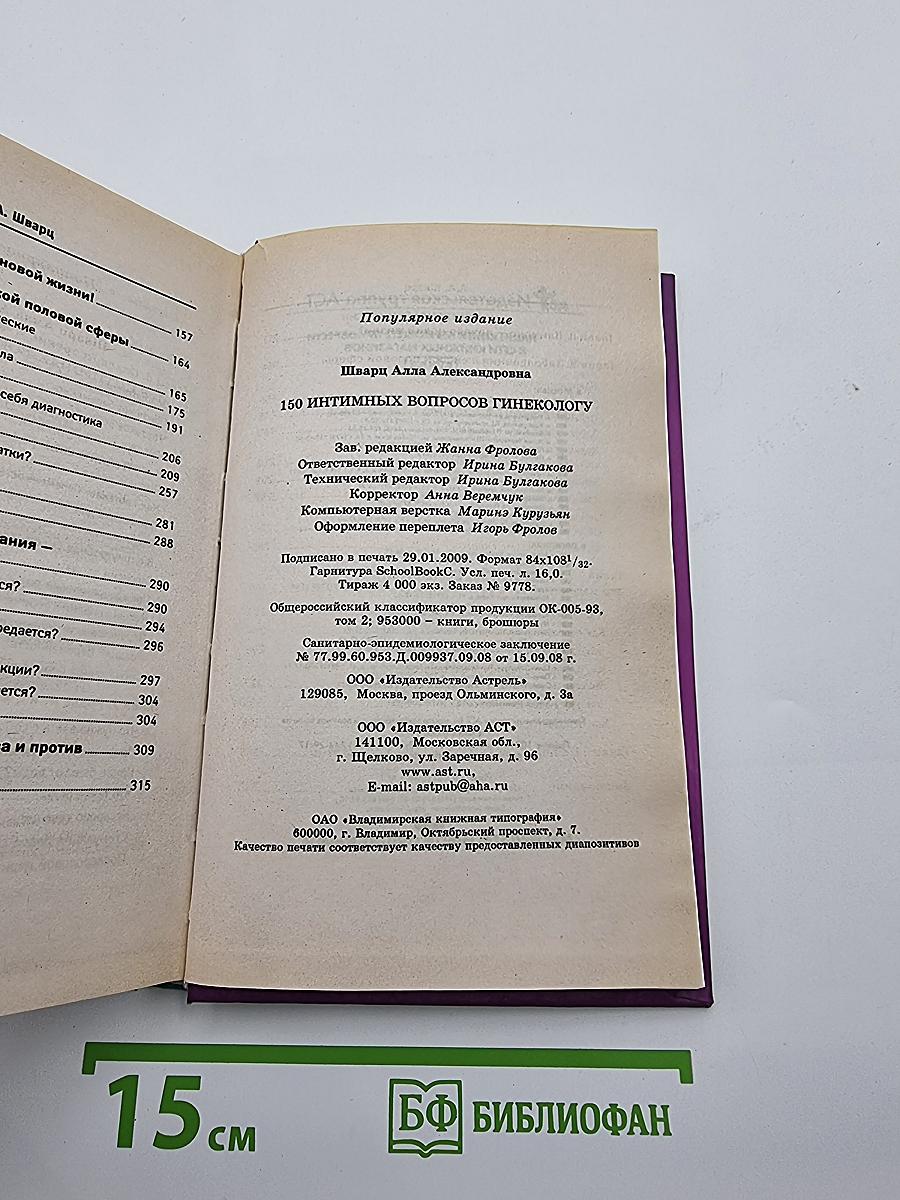 А. Шварц
новой жизни!
157
кой половой сферы
164
ческие
165
175
191
себя диагностика
206
209
257
281
288
ания —
290
290
294
редается?
296
кции?
297
304
304
а и против
309
315
Популярное издание
Шварц Алла Александровна
150 ИНТИМНЫХ ВОПРОСОВ ГИНЕКОЛОГУ
Зав. редакцией Жанна Фролова
Ответственный редактор Ирина Булгакова
Технический редактор Ирина Булгакова
Корректор Анна Веремчук
Компьютерная верстка Маринэ Курузьян
Оформление переплета Игорь Фролов
Подписано в печать 29.01.2009. Формат 84x108¹/₃₂.
Гарнитура SchoolBookC. Усл. печ. л. 16,0.
Тираж 4 000 экз. Заказ № 9778.
Общероссийский классификатор продукции ОК-005-93,
том 2; 953000 – книги, брошюры
Санитарно-эпидемиологическое заключение
№ 77.99.60.953.Д.009937.09.08 от 15.09.08 г.
ООО «Издательство Астрель»
129085, Москва, проезд Ольминского, д. 3а
ООО «Издательство АСТ»
141100, Московская обл.,
г. Щелково, ул. Заречная, д. 96
www.ast.ru,
E-mail: astpub@aha.ru
ОАО «Владимирская книжная типография»
600000, г. Владимир, Октябрьский проспект, д. 7.
Качество печати соответствует качеству предоставленных диапозитивов
15 см
БФ БИБЛИОФАН